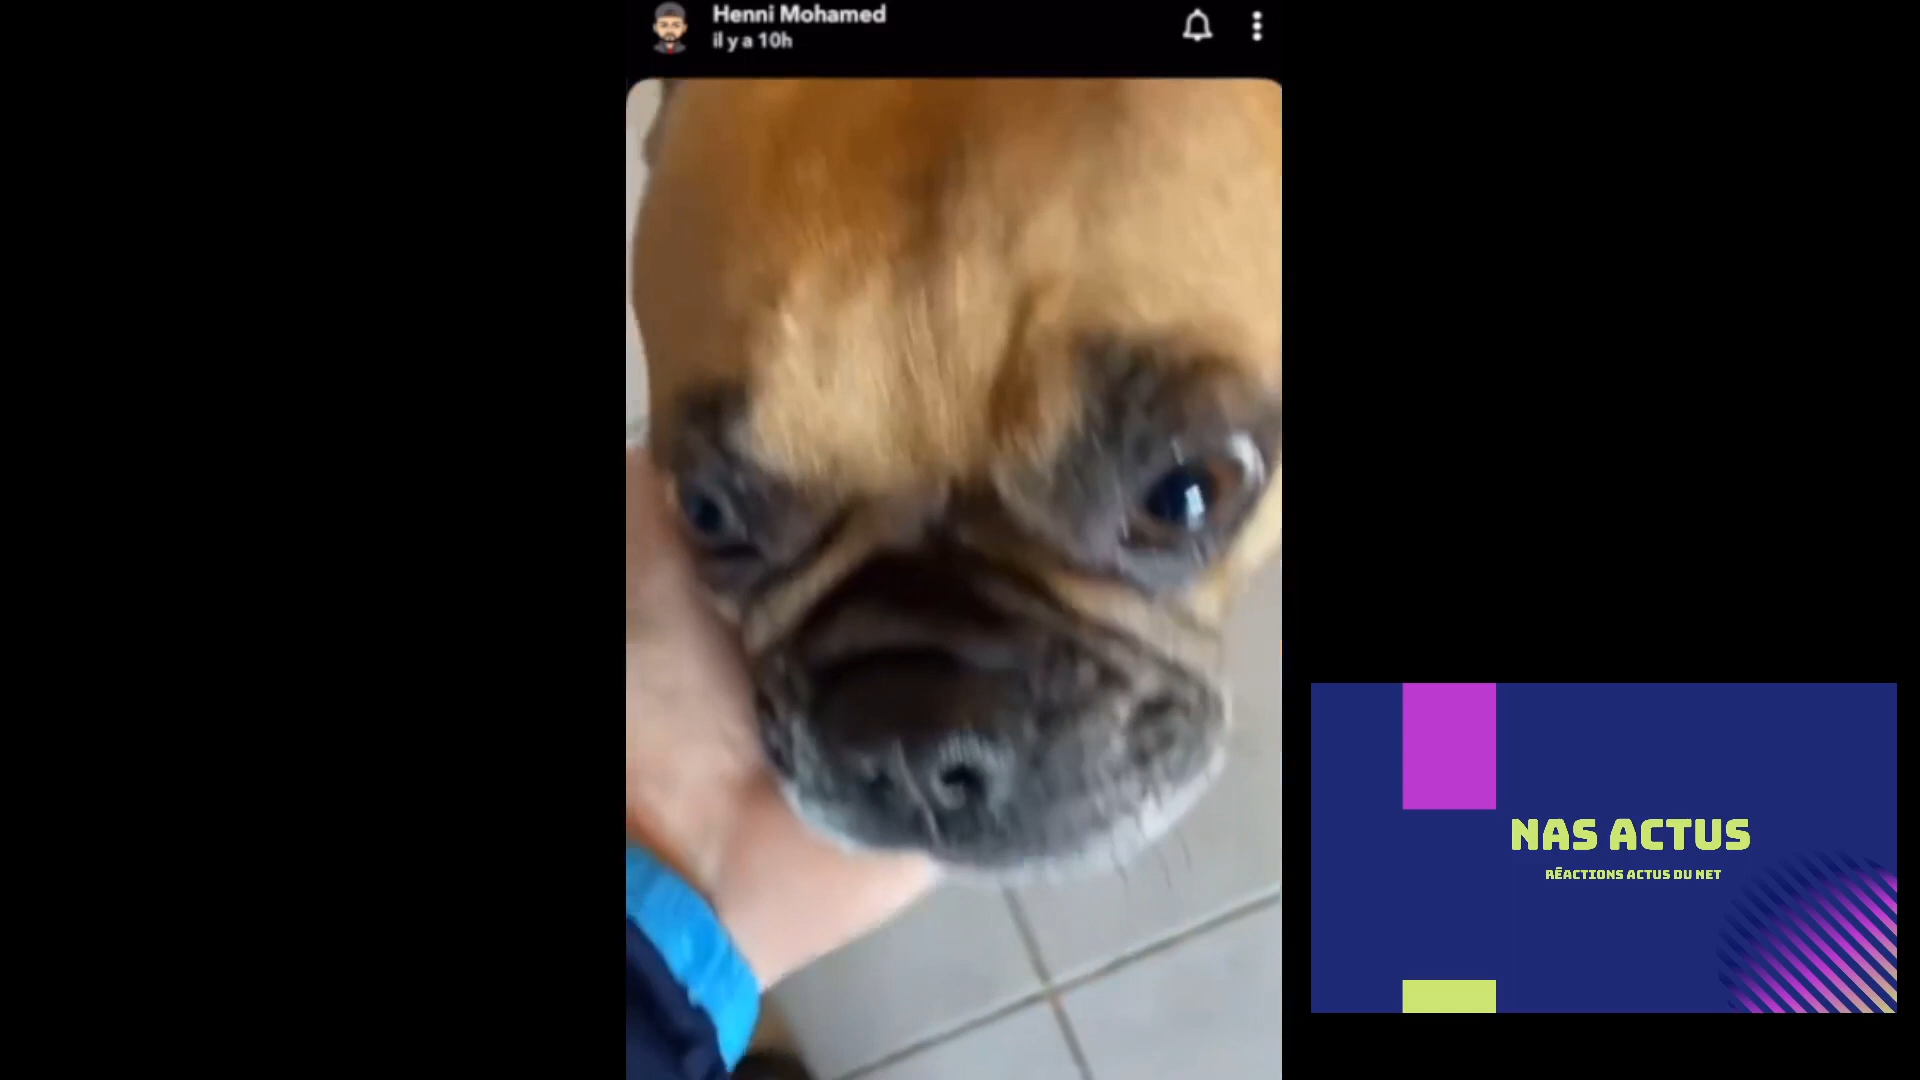 Henni Mohamed
il y a 10h
NAS ACTUS
RÉACTIONS ACTUS DU NET